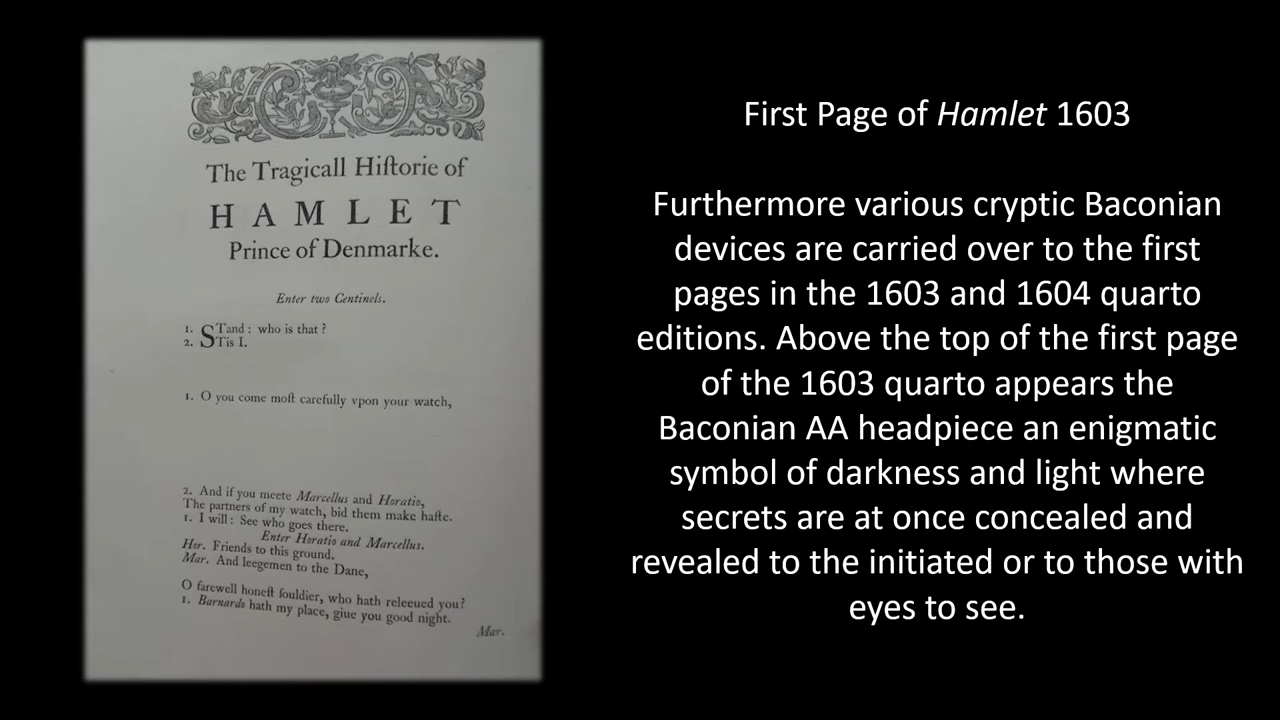 The Tragicall Hiſtorie of
HAMLET
Prince of Denmarke.
Enter two Centinels.
1. STand : who is that ?
2. Tis I.
1. O you come moſt carefully vpon your watch,
2. And if you meete Marcellus and Horatio,
The partners of my watch, bid them make haſte.
1. I will : See who goes there.
Enter Horatio and Marcellus.
Hor. Friends to this ground.
Mar. And leegemen to the Dane,
O farewell honeſt ſouldier, who hath releeued you?
1. Barnardo hath my place, giue you good night.
Mar.
First Page of Hamlet 1603
Furthermore various cryptic Baconian
devices are carried over to the first
pages in the 1603 and 1604 quarto
editions. Above the top of the first page
of the 1603 quarto appears the
Baconian AA headpiece an enigmatic
symbol of darkness and light where
secrets are at once concealed and
revealed to the initiated or to those with
eyes to see.